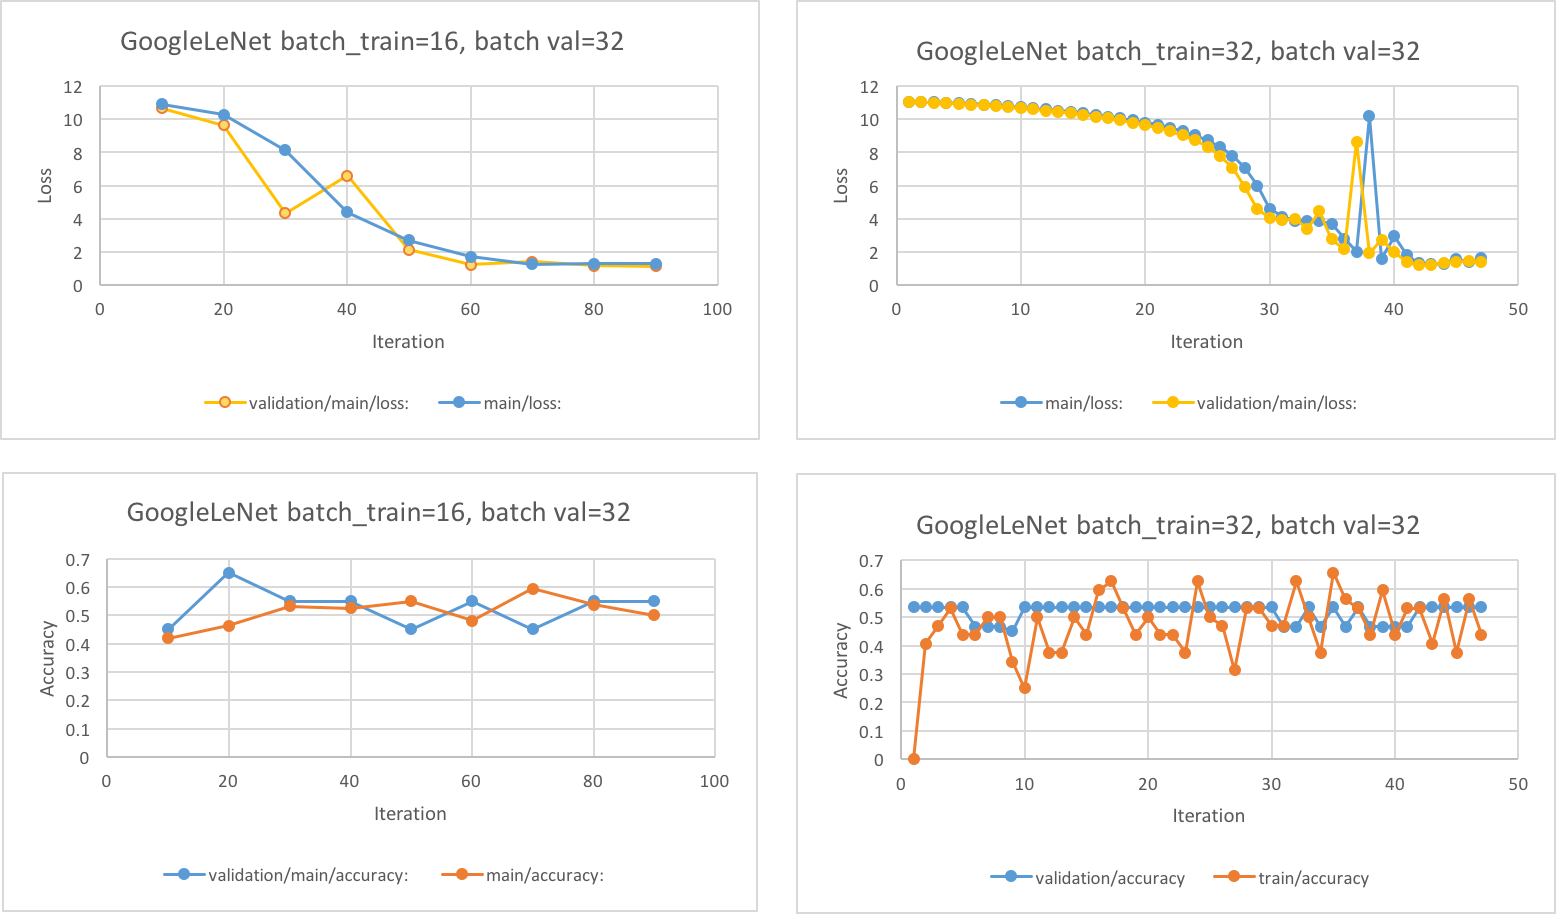 GoogleLeNet batch_train=16, batch val=32
12
10
8
6
4
2
0
Loss
0 20 40 60 80 100
Iteration
validation/main/loss: main/loss:
GoogleLeNet batch_train=32, batch val=32
12
10
8
6
4
2
0
Loss
0 10 20 30 40 50
Iteration
main/loss: validation/main/loss:
GoogleLeNet batch_train=16, batch val=32
0.7
0.6
0.5
0.4
0.3
0.2
0.1
0
Accuracy
0 20 40 60 80 100
Iteration
validation/main/accuracy: main/accuracy:
GoogleLeNet batch_train=32, batch val=32
0.7
0.6
0.5
0.4
0.3
0.2
0.1
0
Accuracy
0 10 20 30 40 50
Iteration
validation/accuracy train/accuracy